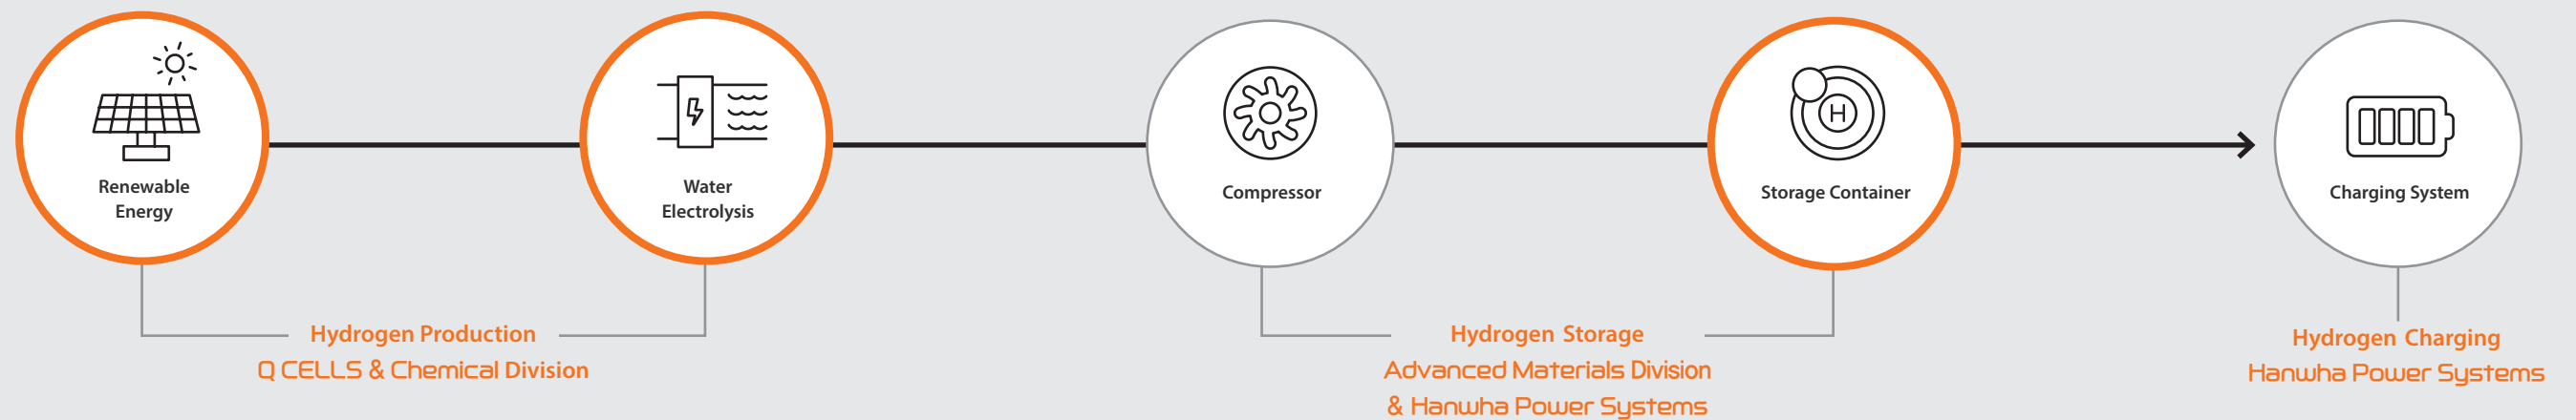 Renewable
Energy
Water
Electrolysis
Compressor
H
Storage Container
Charging System
Hydrogen Production
Q CELLS & Chemical Division
Hydrogen Storage
Advanced Materials Division
& Hanwha Power Systems
Hydrogen Charging
Hanwha Power Systems